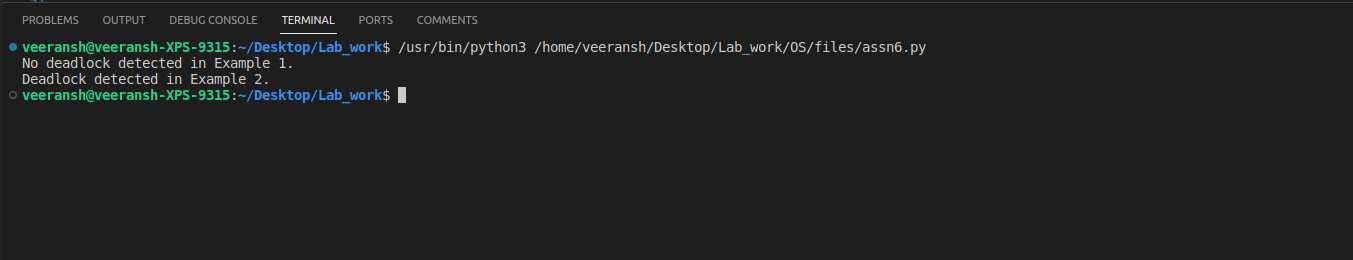 PROBLEMS OUTPUT DEBUG CONSOLE TERMINAL PORTS COMMENTS
veeransh@veeransh-XPS-9315:~/Desktop/Lab_work$ /usr/bin/python3 /home/veeransh/Desktop/Lab_work/OS/files/assn6.py
No deadlock detected in Example 1.
Deadlock detected in Example 2.
veeransh@veeransh-XPS-9315:~/Desktop/Lab_work$